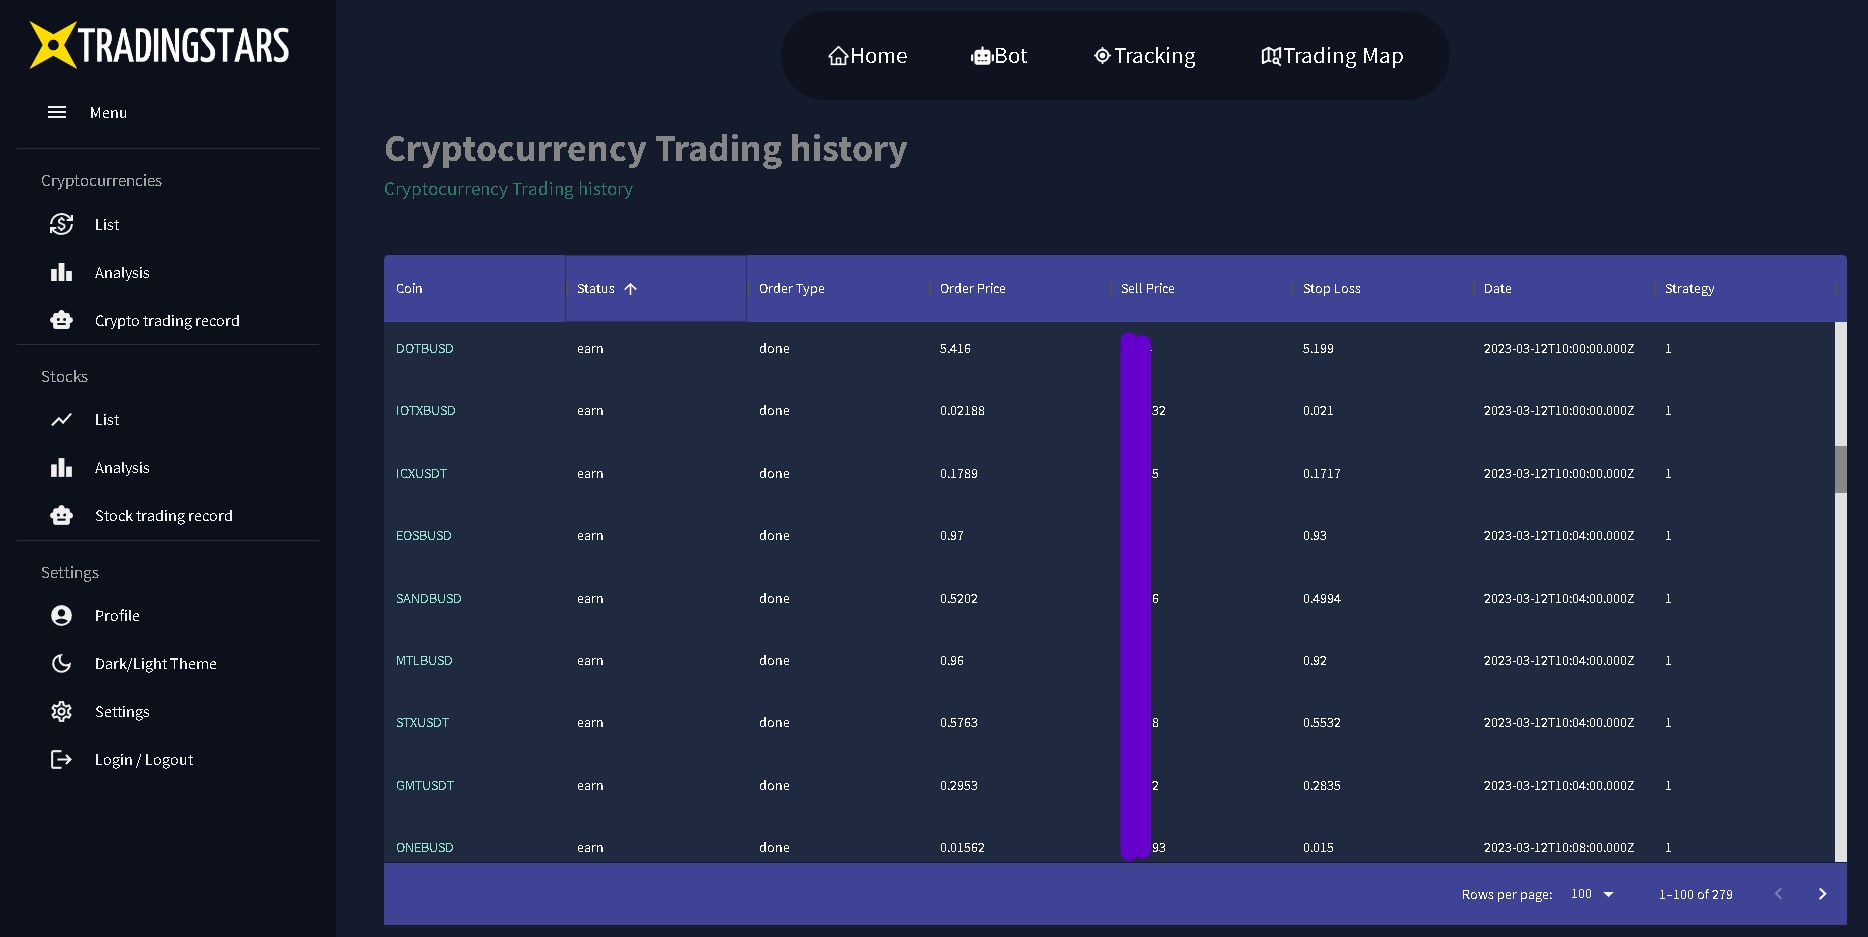 TRADINGSTARS
Menu
Cryptocurrencies
List
Analysis
Crypto trading record
Stocks
List
Analysis
Stock trading record
Settings
Profile
Dark/Light Theme
Settings
Login / Logout
Home Bot Tracking Trading Map
Cryptocurrency Trading history
Cryptocurrency Trading history
Coin Status Order Type Order Price Sell Price Stop Loss Date Strategy
DOTBUSD earn done 5.416 5.199 2023-03-12T10:00:00.000Z 1
IOTXBUSD earn done 0.02188 32 0.021 2023-03-12T10:00:00.000Z 1
ICXUSDT earn done 0.1789 5 0.1717 2023-03-12T10:00:00.000Z 1
EOSBUSD earn done 0.97 0.93 2023-03-12T10:04:00.000Z 1
SANDBUSD earn done 0.5202 6 0.4994 2023-03-12T10:04:00.000Z 1
MTLBUSD earn done 0.96 0.92 2023-03-12T10:04:00.000Z 1
STXUSDT earn done 0.5763 8 0.5532 2023-03-12T10:04:00.000Z 1
GMTUSDT earn done 0.2953 2 0.2835 2023-03-12T10:04:00.000Z 1
ONEBUSD earn done 0.01562 93 0.015 2023-03-12T10:08:00.000Z 1
Rows per page: 100 1–100 of 279